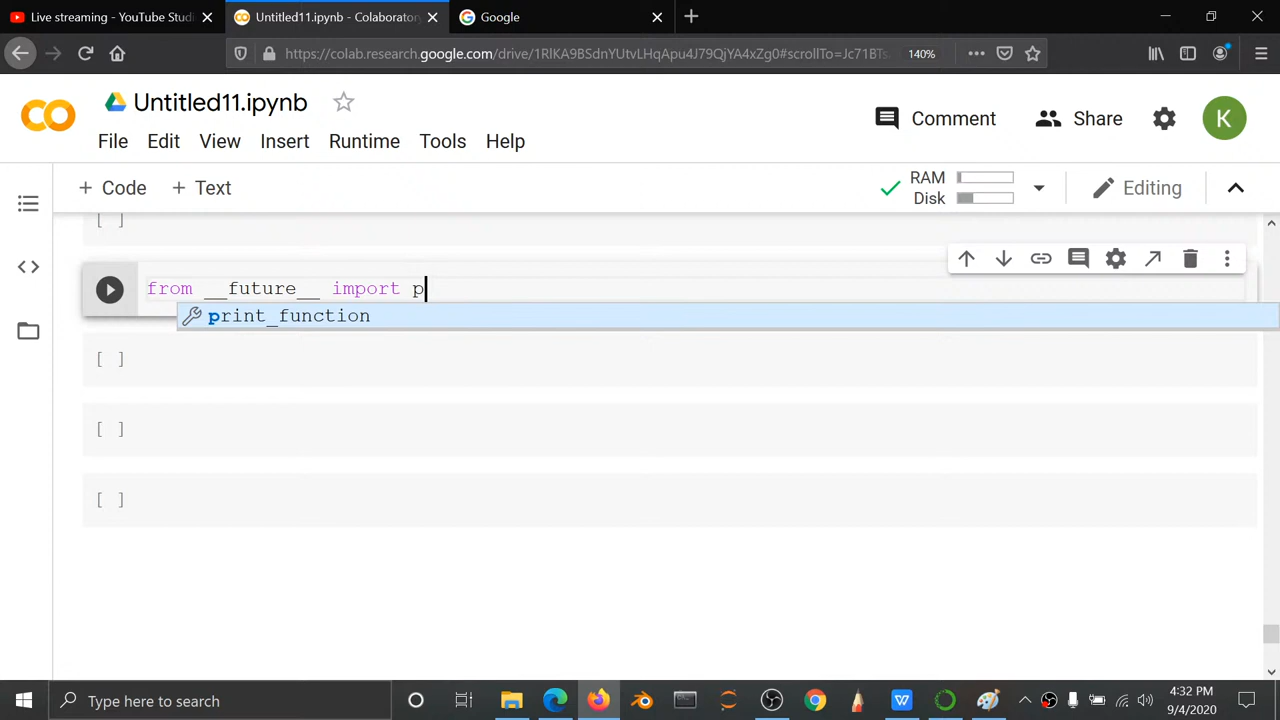 Live streaming - YouTube Studi
Untitled11.ipynb - Colaborator
Google
https://colab.research.google.com/drive/1RlKA9BSdnYUtvLHqApu4J79QjYA4xZg0#scrollTo=Jc71BTs
140%
Untitled11.ipynb
Comment
Share
K
File Edit View Insert Runtime Tools Help
+ Code + Text
RAM
Disk
Editing
[ ]
from __future__ import p
print_function
[ ]
[ ]
[ ]
Type here to search
4:32 PM
9/4/2020